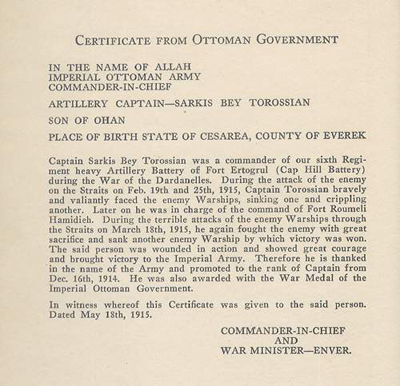 CERTIFICATE FROM OTTOMAN GOVERNMENT
IN THE NAME OF ALLAH
IMPERIAL OTTOMAN ARMY
COMMANDER-IN-CHIEF
ARTILLERY CAPTAIN—SARKIS BEY TOROSSIAN
SON OF OHAN
PLACE OF BIRTH STATE OF CESAREA, COUNTY OF EVEREK
Captain Sarkis Bey Torossian was a commander of our sixth Regi-
ment heavy Artillery Battery of Fort Ertogrul (Cap Hill Battery)
during the War of the Dardanelles. During the attack of the enemy
on the Straits on Feb. 19th and 25th, 1915, Captain Torossian bravely
and valiantly faced the enemy Warships, sinking one and crippling
another. Later on he was in charge of the command of Fort Roumeli
Hamidieh. During the terrible attacks of the enemy Warships through
the Straits on March 18th, 1915, he again fought the enemy with great
sacrifice and sank another enemy Warship by which victory was won.
The said person was wounded in action and showed great courage
and brought victory to the Imperial Army. Therefore he is thanked
in the name of the Army and promoted to the rank of Captain from
Dec. 16th, 1914. He was also awarded with the War Medal of the
Imperial Ottoman Government.
In witness whereof this Certificate was given to the said person.
Dated May 18th, 1915.
COMMANDER-IN-CHIEF
AND
WAR MINISTER—ENVER.